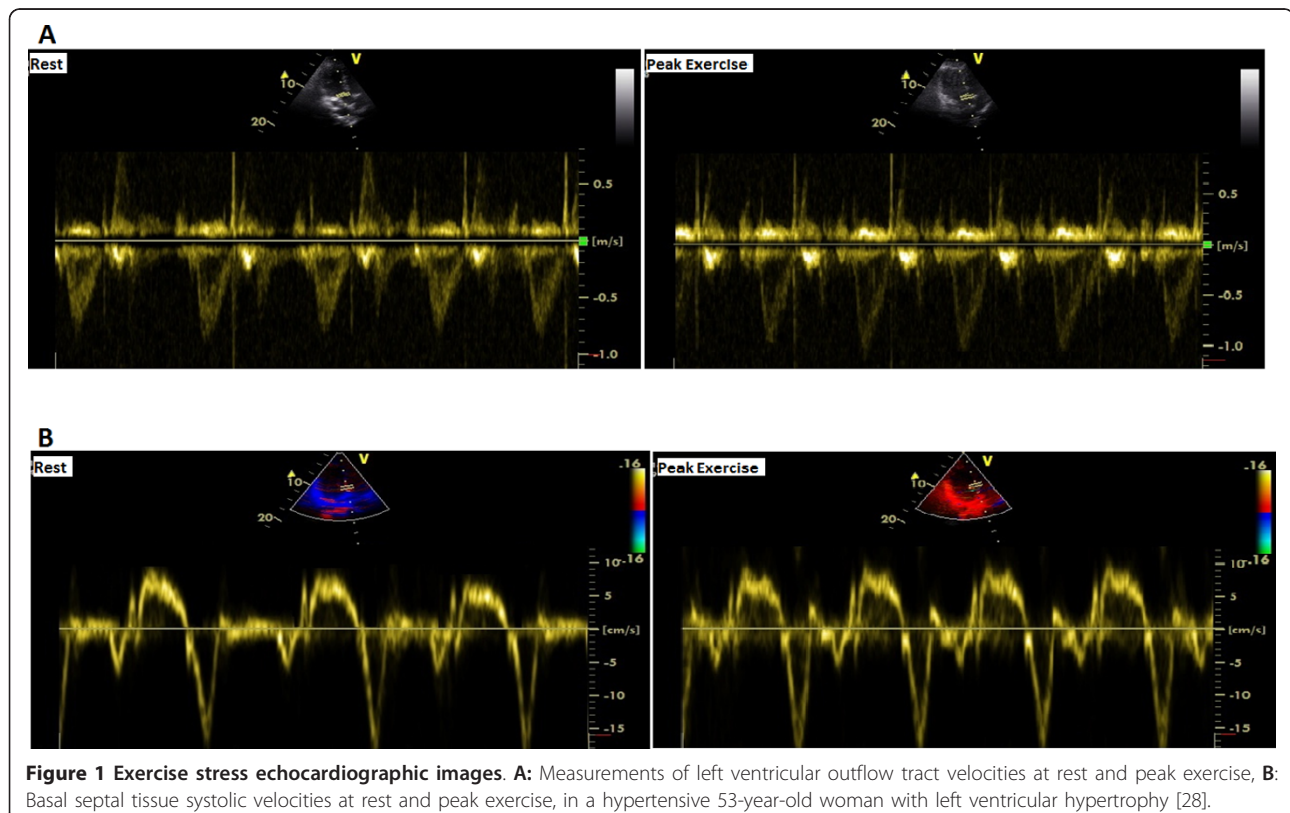 A
Rest
V
10
20
0.5
[m/s]
-0.5
-1.0
Peak Exercise
V
10
20
0.5
[m/s]
-0.5
-1.0
B
Rest
V
10
20
-16
-16
10
5
[cm/s]
-5
-10
-15
Peak Exercise
V
10
20
-16
-16
10
5
[cm/s]
-5
-10
-15
Figure 1 Exercise stress echocardiographic images. A: Measurements of left ventricular outflow tract velocities at rest and peak exercise, B:
Basal septal tissue systolic velocities at rest and peak exercise, in a hypertensive 53-year-old woman with left ventricular hypertrophy [28].